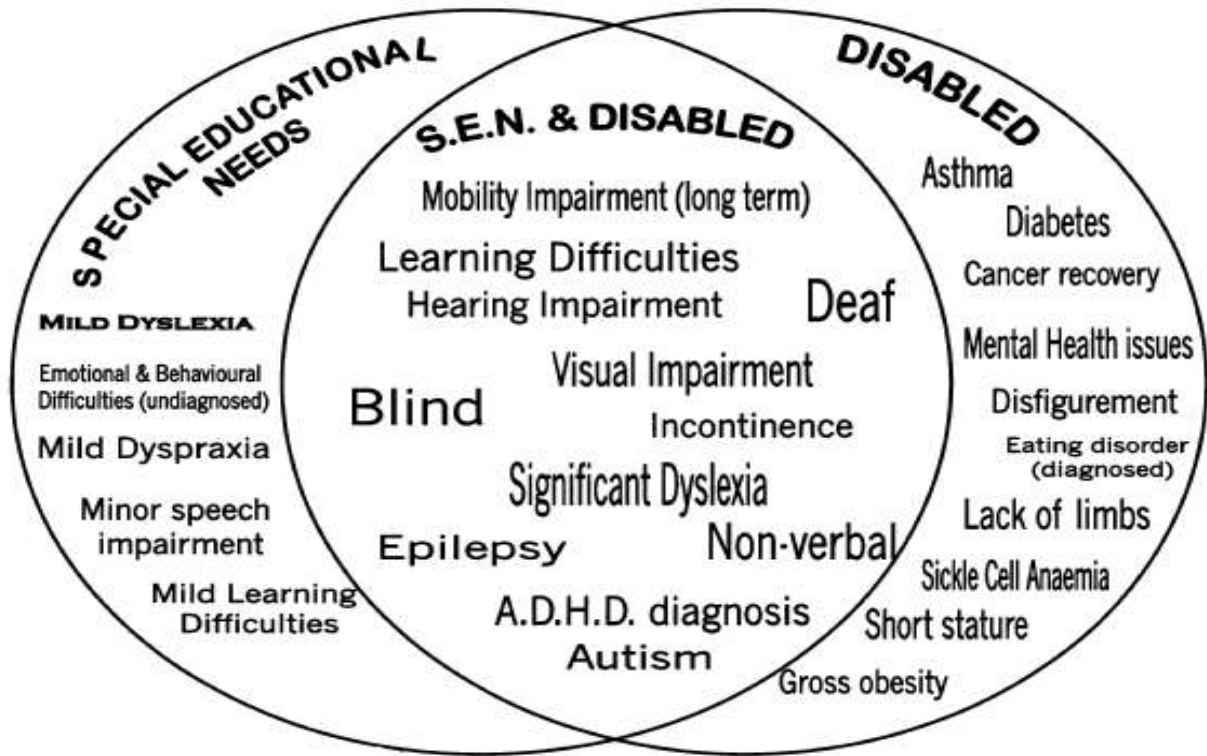 SPECIAL EDUCATIONAL
NEEDS
MILD DYSLEXIA
Emotional & Behavioural
Difficulties (undiagnosed)
Mild Dyspraxia
Minor speech
impairment
Mild Learning
Difficulties
S.E.N. & DISABLED
Mobility Impairment (long term)
Learning Difficulties
Hearing Impairment
Deaf
Visual Impairment
Blind
Incontinence
Significant Dyslexia
Epilepsy
Non-verbal
A.D.H.D. diagnosis
Autism
DISABLED
Asthma
Diabetes
Cancer recovery
Mental Health issues
Disfigurement
Eating disorder
(diagnosed)
Lack of limbs
Sickle Cell Anaemia
Short stature
Gross obesity